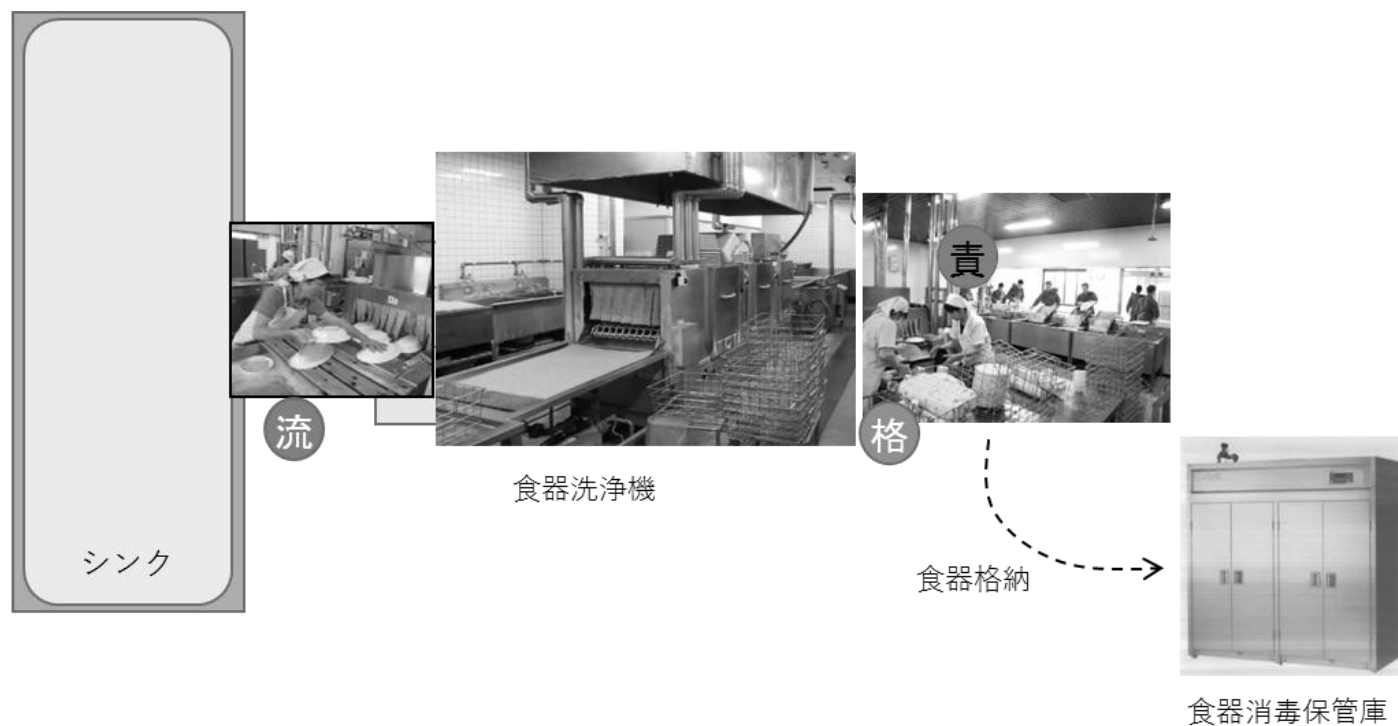 責
流
格
食器洗浄機
シンク
食器格納
食器消毒保管庫